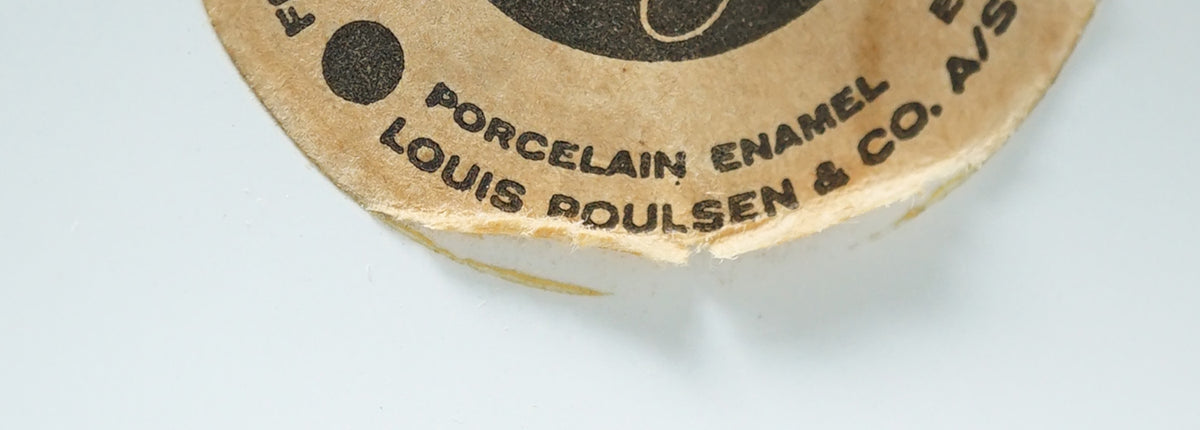 PORCELAIN ENAMEL
LOUIS POULSEN & CO. A/S